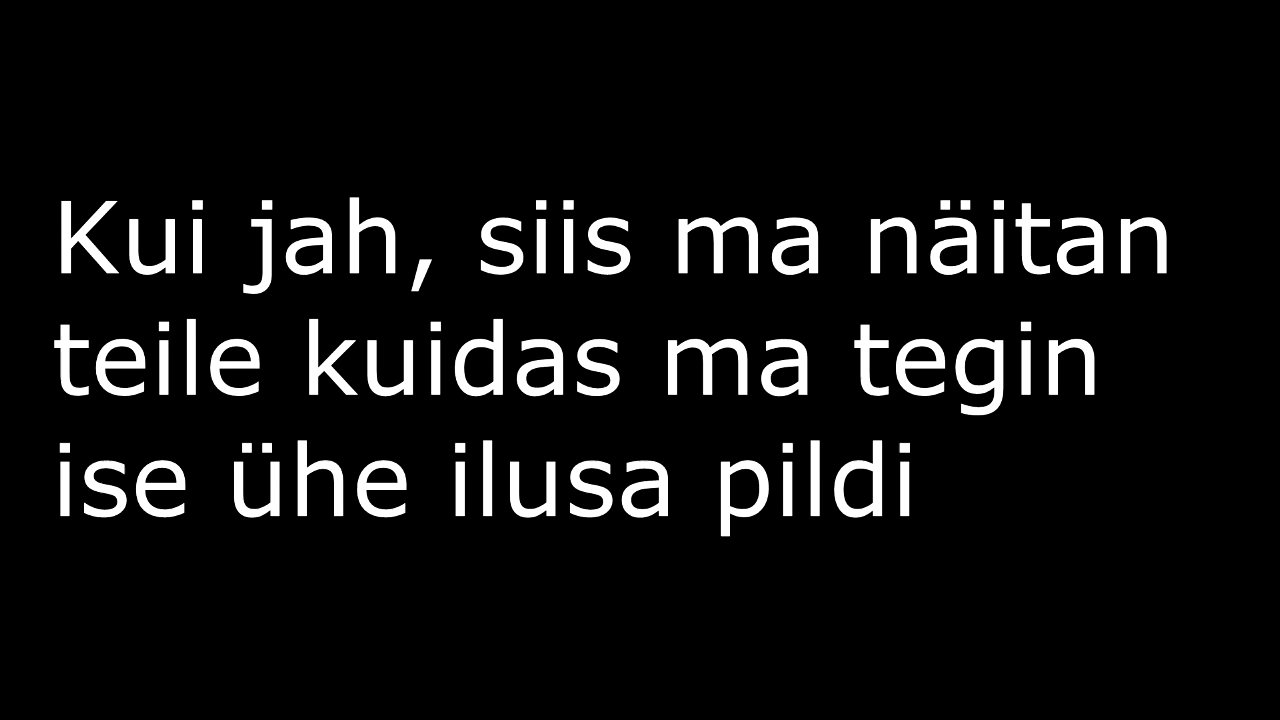 Kui jah, siis ma näitan
teile kuidas ma tegin
ise ühe ilusa pildi